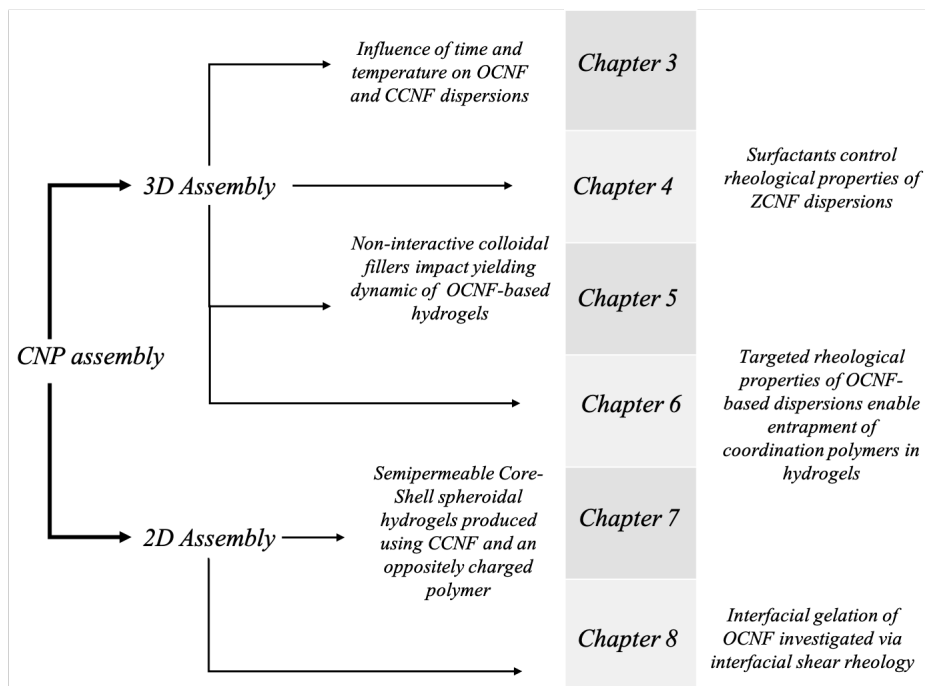 Influence of time and
temperature on OCNF
and CCNF dispersions
Chapter 3
3D Assembly
Chapter 4
Surfactants control
rheological properties of
ZCNF dispersions
Non-interactive colloidal
fillers impact yielding
dynamic of OCNF-based
hydrogels
Chapter 5
CNP assembly
Chapter 6
Targeted rheological
properties of OCNF-
based dispersions enable
entrapment of
coordination polymers in
hydrogels
2D Assembly
Semipermeable Core-
Shell spheroidal
hydrogels produced
using CCNF and an
oppositely charged
polymer
Chapter 7
Chapter 8
Interfacial gelation of
OCNF investigated via
interfacial shear rheology